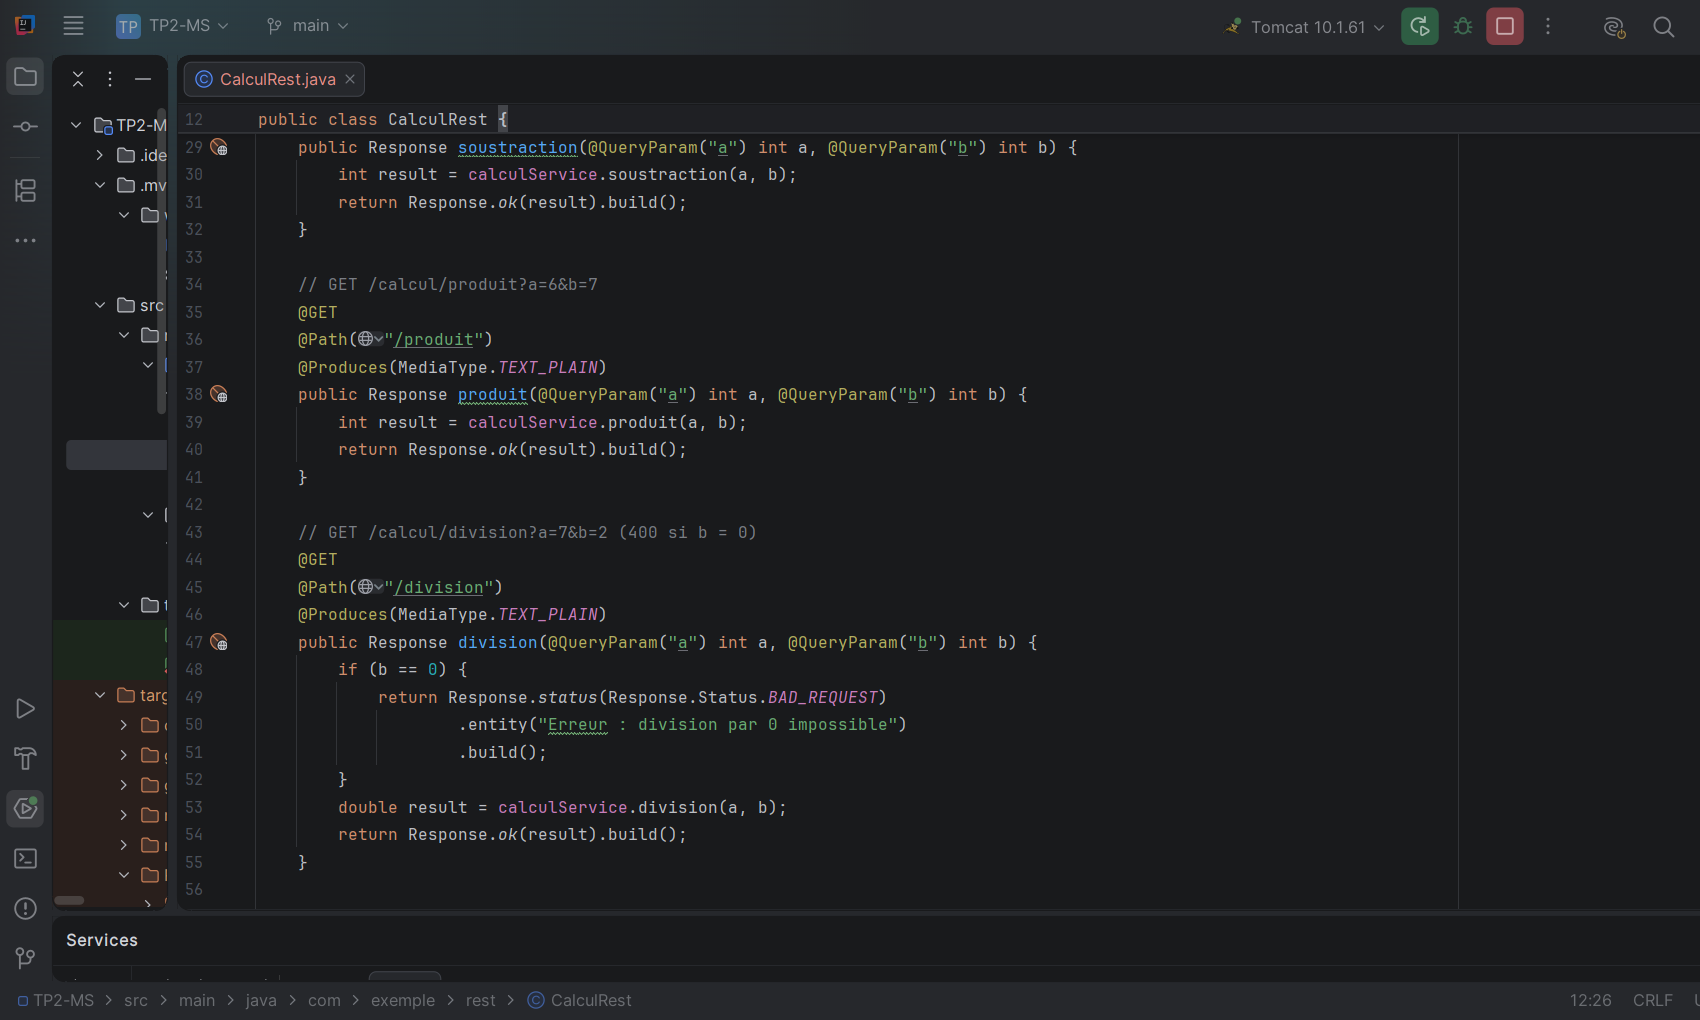 TP TP2-MS main Tomcat 10.1.61
CalculRest.java
TP2-M
.ide
.mv
src
targ
12 public class CalculRest {
29 public Response soustraction(@QueryParam("a") int a, @QueryParam("b") int b) {
30 int result = calculService.soustraction(a, b);
31 return Response.ok(result).build();
32 }
33
34 // GET /calcul/produit?a=6&b=7
35 @GET
36 @Path("/produit")
37 @Produces(MediaType.TEXT_PLAIN)
38 public Response produit(@QueryParam("a") int a, @QueryParam("b") int b) {
39 int result = calculService.produit(a, b);
40 return Response.ok(result).build();
41 }
42
43 // GET /calcul/division?a=7&b=2 (400 si b = 0)
44 @GET
45 @Path("/division")
46 @Produces(MediaType.TEXT_PLAIN)
47 public Response division(@QueryParam("a") int a, @QueryParam("b") int b) {
48 if (b == 0) {
49 return Response.status(Response.Status.BAD_REQUEST)
50 .entity("Erreur : division par 0 impossible")
51 .build();
52 }
53 double result = calculService.division(a, b);
54 return Response.ok(result).build();
55 }
56
Services
TP2-MS > src > main > java > com > exemple > rest > CalculRest 12:26 CRLF